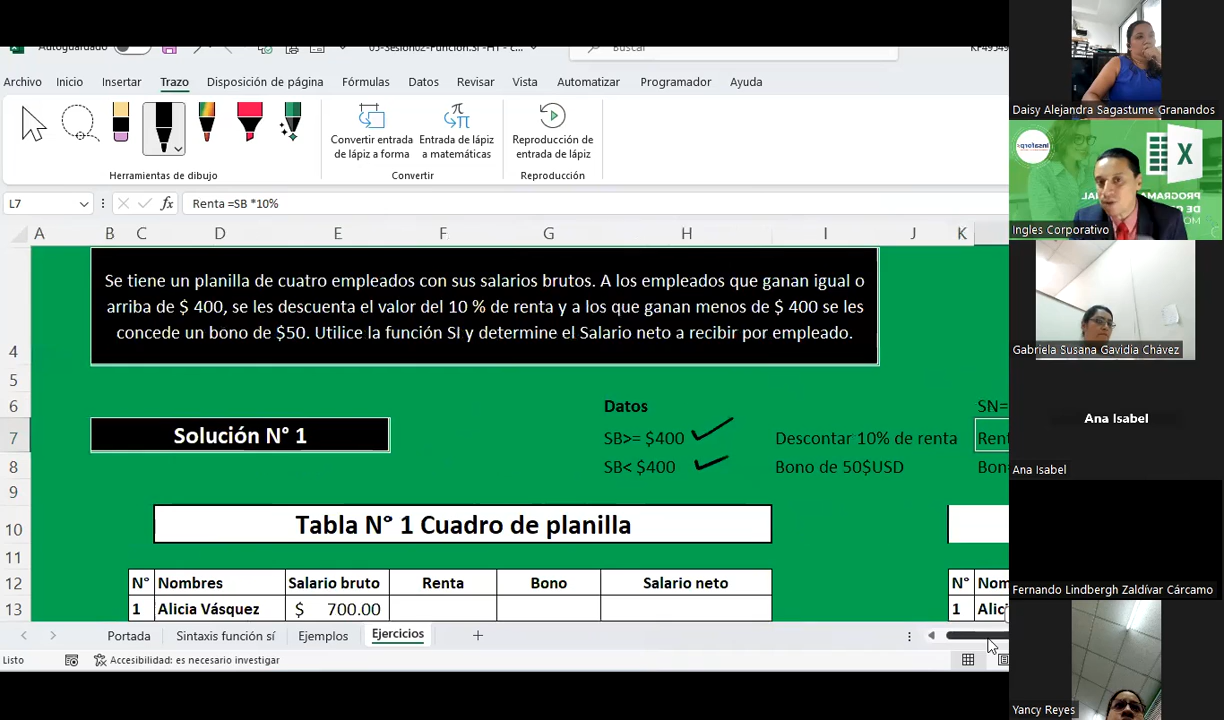 Autoguardado
03-Sesion02-Funcion.SI -HT - c...
Buscar
Archivo Inicio Insertar Trazo Disposición de página Fórmulas Datos Revisar Vista Automatizar Programador Ayuda
Convertir entrada de lápiz a forma
Entrada de lápiz a matemáticas
Reproducción de entrada de lápiz
Herramientas de dibujo
Convertir
Reproducción
L7
fx
Renta =SB *10%
A B C D E F G H I J K
Se tiene un planilla de cuatro empleados con sus salarios brutos. A los empleados que ganan igual o
arriba de $ 400, se les descuenta el valor del 10 % de renta y a los que ganan menos de $ 400 se les
concede un bono de $50. Utilice la función SI y determine el Salario neto a recibir por empleado.
4
5
6 Datos SN=
7 Solución N° 1 SB>= $400 Descontar 10% de renta Rent
8 SB< $400 Bono de 50$USD Bon
9
10 Tabla N° 1 Cuadro de planilla
11
12 N° Nombres Salario bruto Renta Bono Salario neto N° Nom
13 1 Alicia Vásquez $ 700.00 1 Alic
Portada Sintaxis función sí Ejemplos Ejercicios +
Listo
Accesibilidad: es necesario investigar
Daisy Alejandra Sagastume Granandos
insaforp
X
Ingles Corporativo
Gabriela Susana Gavidia Chávez
Ana Isabel
Ana Isabel
Fernando Lindbergh Zaldívar Cárcamo
Yancy Reyes